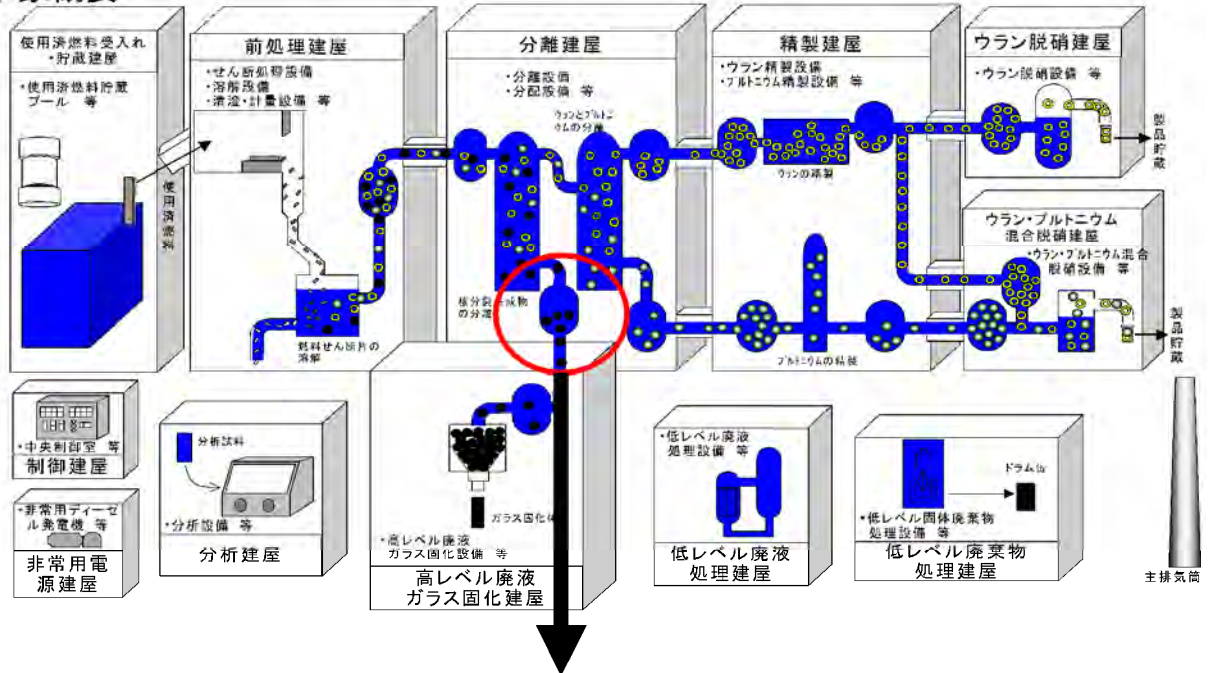 使用済燃料受入れ
・貯蔵建屋
・使用済燃料貯蔵
プール 等
前処理建屋
・せん断処理設備
・溶解設備
・清澄・計量設備 等
燃料せん断片の
溶解
分離建屋
・分離設備
・分配設備 等
ウランとプルトニ
ウムの分離
核分裂生成物
の分離
精製建屋
・ウラン精製設備
・プルトニウム精製設備 等
ウランの精製
プルトニウムの精製
ウラン脱硝建屋
・ウラン脱硝設備 等
製品貯蔵
ウラン・プルトニウム
混合脱硝建屋
・ウラン・プルトニウム混合
脱硝設備 等
製品貯蔵
・中央制御室 等
制御建屋
・非常用ディーゼ
ル発電機 等
非常用電
源建屋
分析試料
・分析設備 等
分析建屋
ガラス固化体
・高レベル廃液
ガラス固化設備 等
高レベル廃液
ガラス固化建屋
・低レベル廃液
処理設備 等
低レベル廃液
処理建屋
ドラム缶
・低レベル固体廃棄物
処理設備 等
低レベル廃棄物
処理建屋
主排気筒